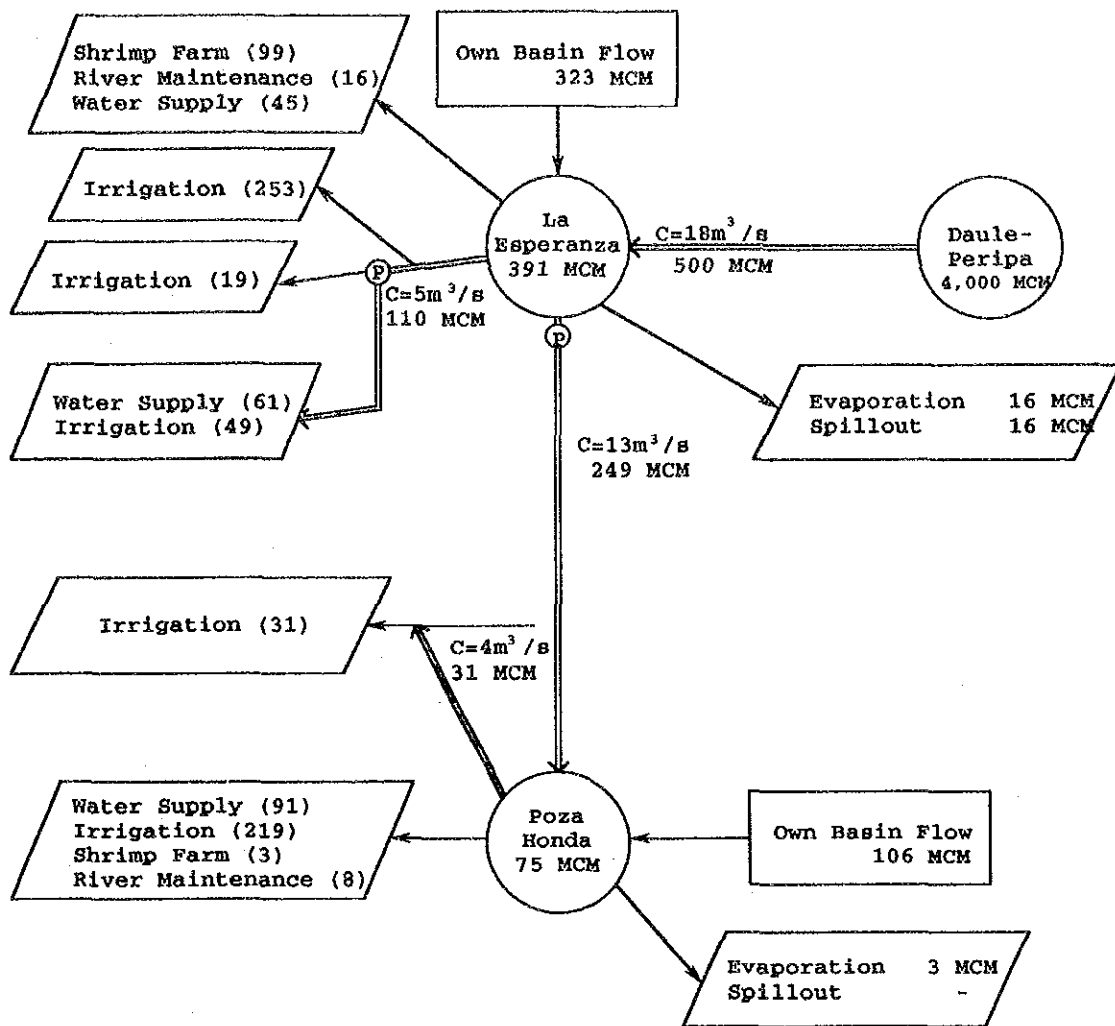 Shrimp Farm (99)
River Maintenance (16)
Water Supply (45)
Own Basin Flow
323 MCM
Irrigation (253)
La
Esperanza
391 MCM
C=18m³/s
500 MCM
Daule-
Peripa
4,000 MCM
Irrigation (19)
P
C=5m³/s
110 MCM
P
Water Supply (61)
Irrigation (49)
Evaporation 16 MCM
Spillout 16 MCM
C=13m³/s
249 MCM
Irrigation (31)
C=4m³/s
31 MCM
Water Supply (91)
Irrigation (219)
Shrimp Farm (3)
River Maintenance (8)
Poza
Honda
75 MCM
Own Basin Flow
106 MCM
Evaporation 3 MCM
Spillout -